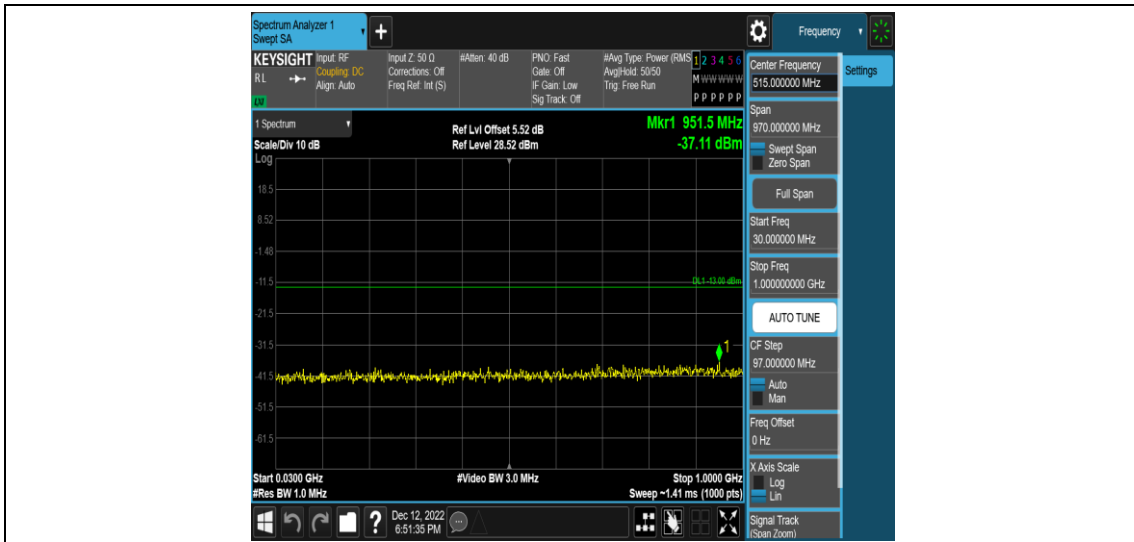 Spectrum Analyzer 1
Swept SA
Frequency
KEYSIGHT
RL
LXI
Input: RF
Coupling: DC
Align: Auto
Input Z: 50 Ω
Corrections: Off
Freq Ref: Int (S)
#Atten: 40 dB
PNO: Fast
Gate: Off
IF Gain: Low
Sig Track: Off
#Avg Type: Power (RMS
Avg|Hold: 50/50
Trig: Free Run
1 2 3 4 5 6
M W W W W W
P P P P P P
Center Frequency
515.000000 MHz
Settings
1 Spectrum
Scale/Div 10 dB
Log
Ref Lvl Offset 5.52 dB
Ref Level 28.52 dBm
Mkr1 951.5 MHz
-37.11 dBm
18.5
8.52
-1.48
-11.5
-21.5
-31.5
-41.5
-51.5
-61.5
DL1 -13.00 dBm
1
Start 0.0300 GHz
#Res BW 1.0 MHz
#Video BW 3.0 MHz
Stop 1.0000 GHz
Sweep ~1.41 ms (1000 pts)
Span
970.000000 MHz
Swept Span
Zero Span
Full Span
Start Freq
30.000000 MHz
Stop Freq
1.000000000 GHz
AUTO TUNE
CF Step
97.000000 MHz
Auto
Man
Freq Offset
0 Hz
X Axis Scale
Log
Lin
Signal Track
(Span Zoom)
?
Dec 12, 2022
6:51:35 PM